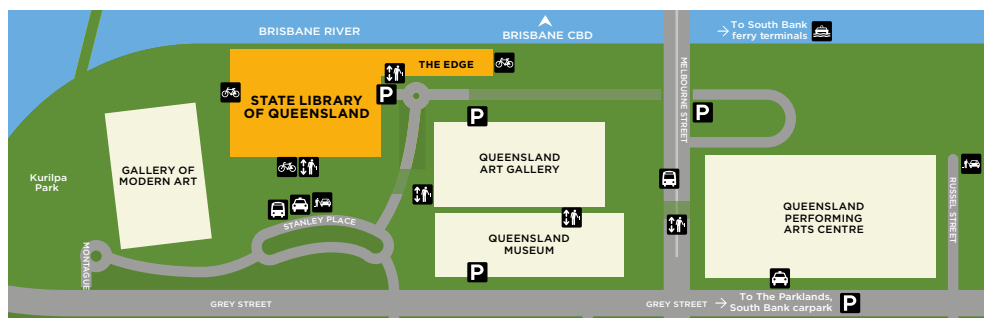 BRISBANE RIVER
BRISBANE CBD
→ To South Bank
ferry terminals
THE EDGE
MELBOURNE STREET
P
STATE LIBRARY
OF QUEENSLAND
P
P
GALLERY OF
MODERN ART
QUEENSLAND
ART GALLERY
Kurilpa
Park
STANLEY PLACE
QUEENSLAND
PERFORMING
ARTS CENTRE
RUSSEL STREET
QUEENSLAND
MUSEUM
MONTAGUE
P
GREY STREET
GREY STREET → To The Parklands,
South Bank carpark P